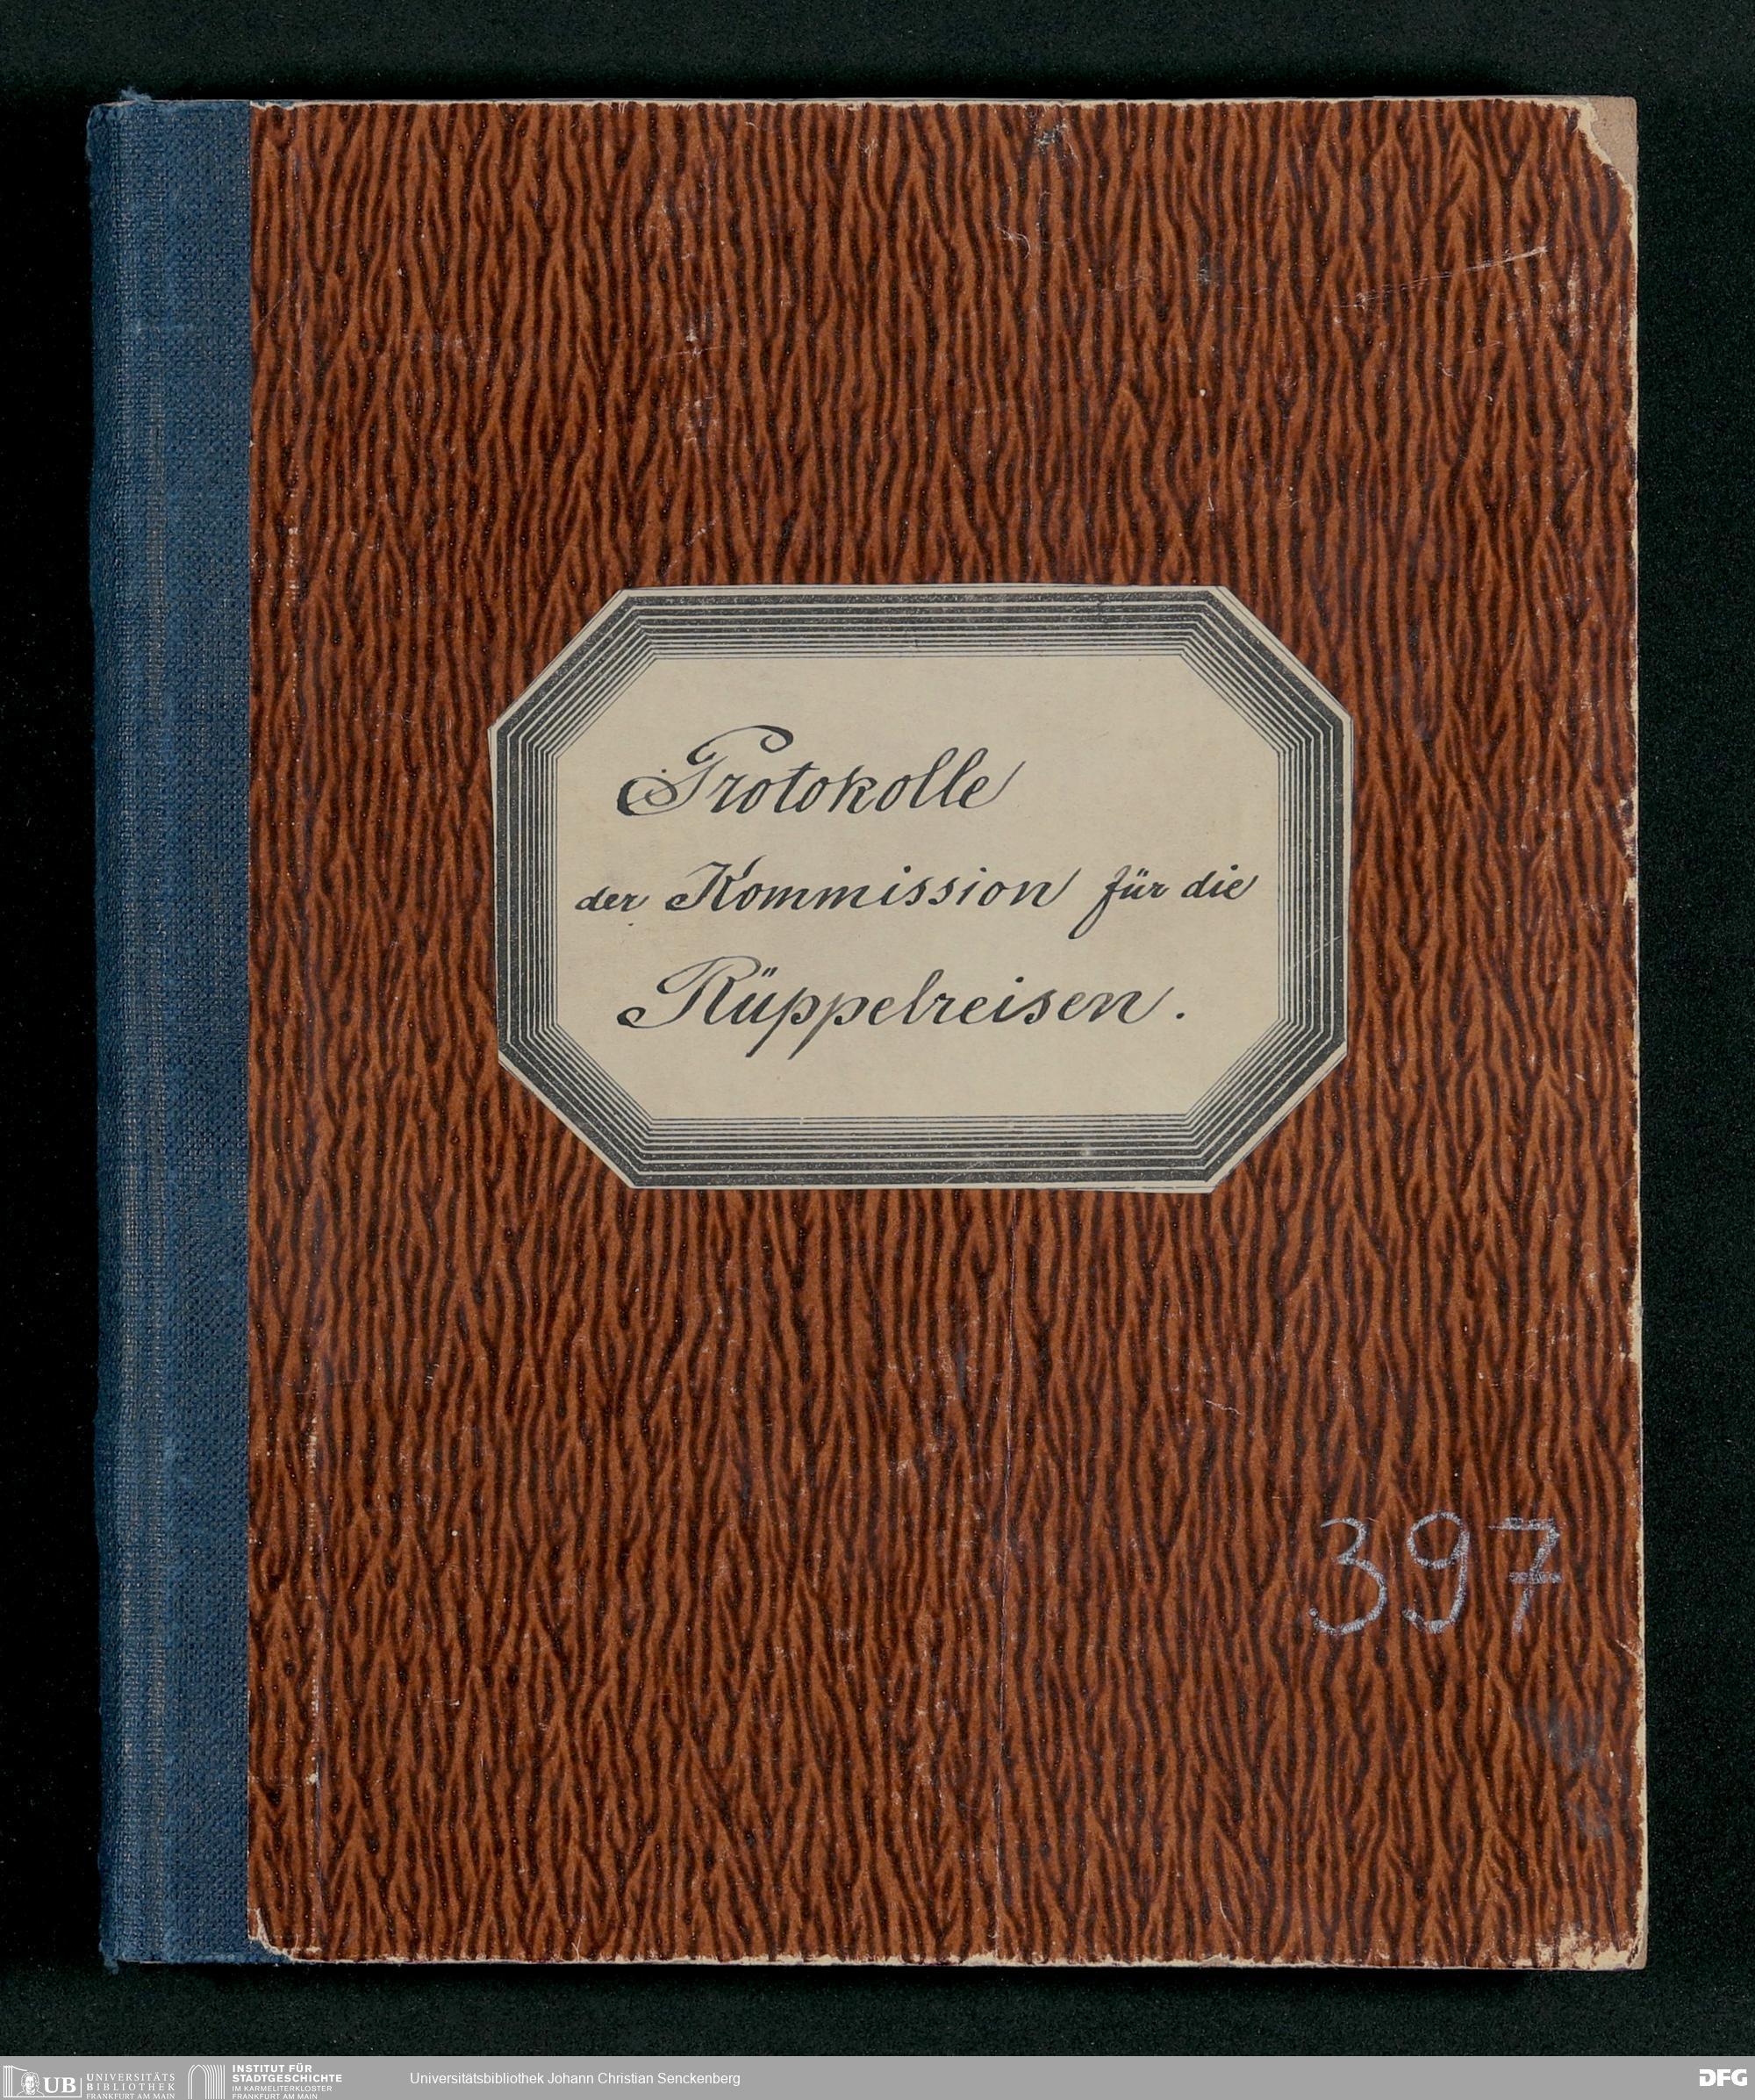 Protokolle
der Kommission für die
Rüppelreisen.
397
UB
UNIVERSITÄTS
BIBLIOTHEK
FRANKFURT AM MAIN
INSTITUT FÜR
STADTGESCHICHTE
IM KARMELITERKLOSTER
FRANKFURT AM MAIN
Universitätsbibliothek Johann Christian Senckenberg
DFG